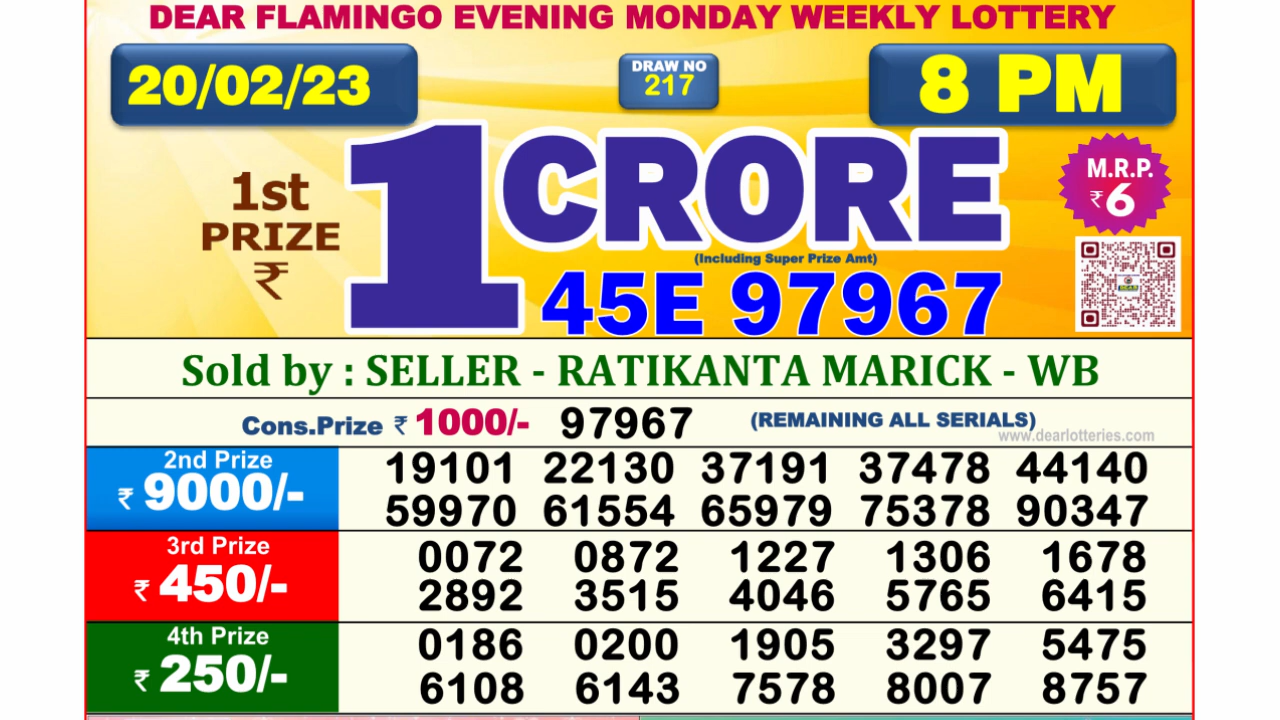 DEAR FLAMINGO EVENING MONDAY WEEKLY LOTTERY
20/02/23
DRAW NO
217
8 PM
1st
PRIZE
₹
1 CRORE
(Including Super Prize Amt)
45E 97967
M.R.P.
₹ 6
Sold by : SELLER - RATIKANTA MARICK - WB
Cons.Prize ₹ 1000/- 97967 (REMAINING ALL SERIALS)
www.dearlotteries.com
2nd Prize
₹ 9000/-
19101 22130 37191 37478 44140
59970 61554 65979 75378 90347
3rd Prize
₹ 450/-
0072 0872 1227 1306 1678
2892 3515 4046 5765 6415
4th Prize
₹ 250/-
0186 0200 1905 3297 5475
6108 6143 7578 8007 8757